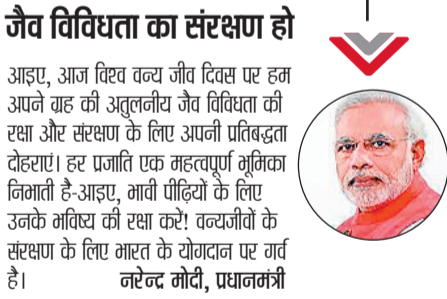 जैव विविधता का संरक्षण हो
आइए, आज विश्व वन्य जीव दिवस पर हम
अपने ग्रह की अतुलनीय जैव विविधता की
रक्षा और संरक्षण के लिए अपनी प्रतिबद्धता
दोहराएं। हर प्रजाति एक महत्वपूर्ण भूमिका
निभाती है-आइए, भावी पीढ़ियों के लिए
उनके भविष्य की रक्षा करें! वन्यजीवों के
संरक्षण के लिए भारत के योगदान पर गर्व
है। नरेन्द्र मोदी, प्रधानमंत्री